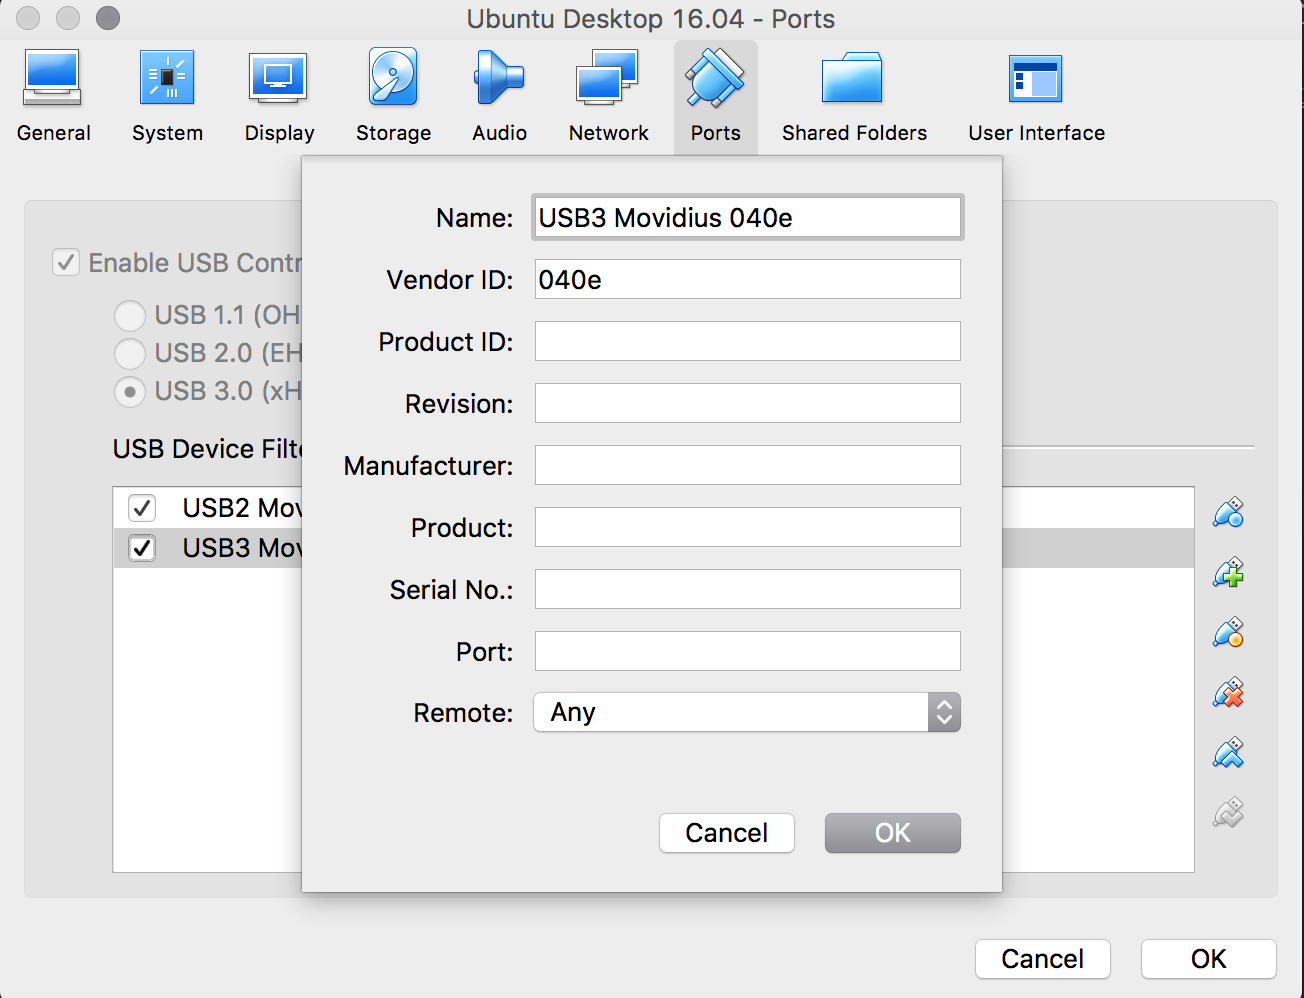 Ubuntu Desktop 16.04 - Ports
General System Display Storage Audio Network Ports Shared Folders User Interface
Name: USB3 Movidius 040e
Vendor ID: 040e
Product ID:
Revision:
Manufacturer:
Product:
Serial No.:
Port:
Remote: Any
Cancel OK
Enable USB Contr
USB 1.1 (OH
USB 2.0 (EH
USB 3.0 (xH
USB Device Filte
USB2 Mov
USB3 Mov
Cancel OK